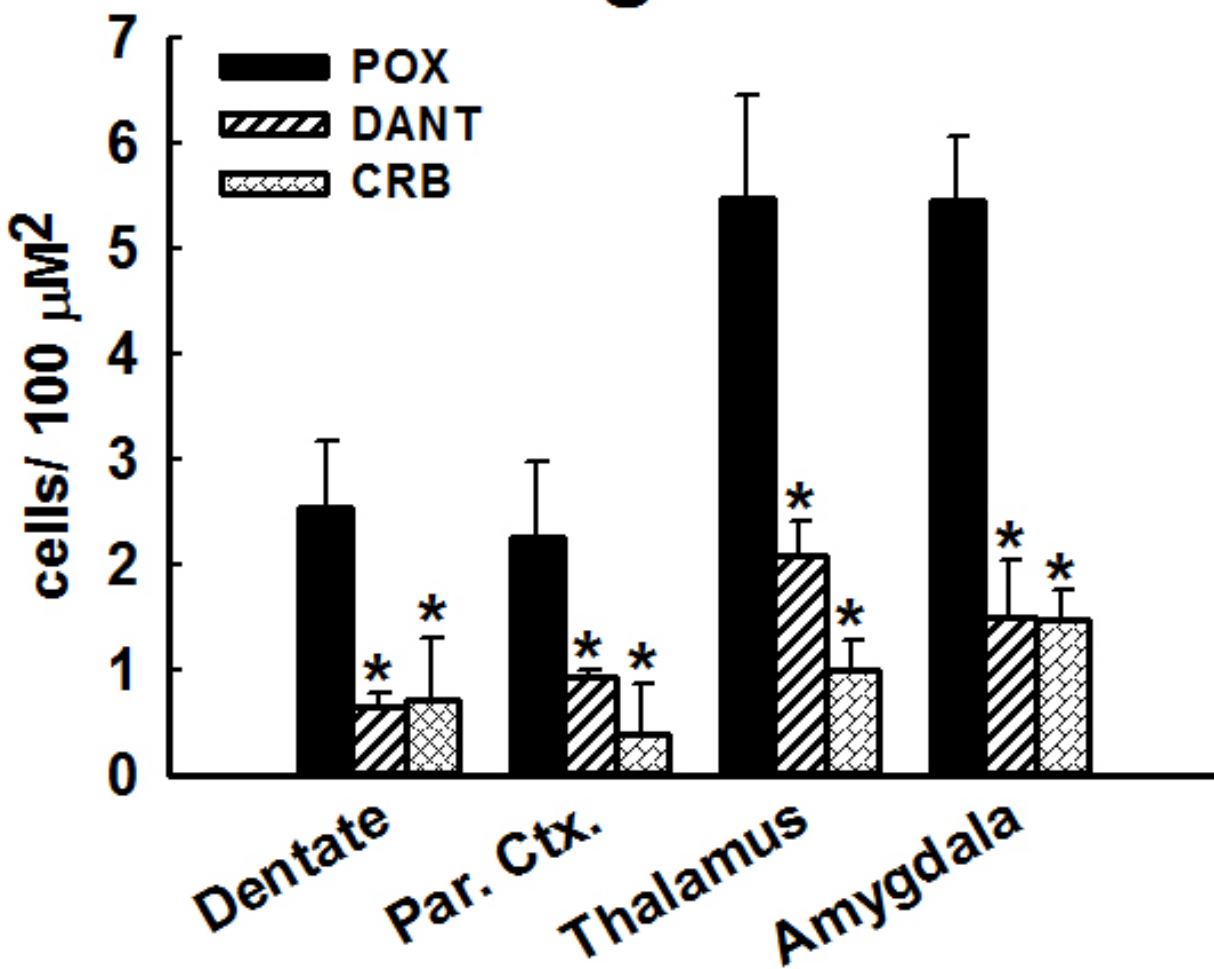 7
6
5
4
3
2
1
0
cells/ 100 μM²
POX
DANT
CRB
*
*
*
*
*
*
*
*
Dentate
Par. Ctx.
Thalamus
Amygdala